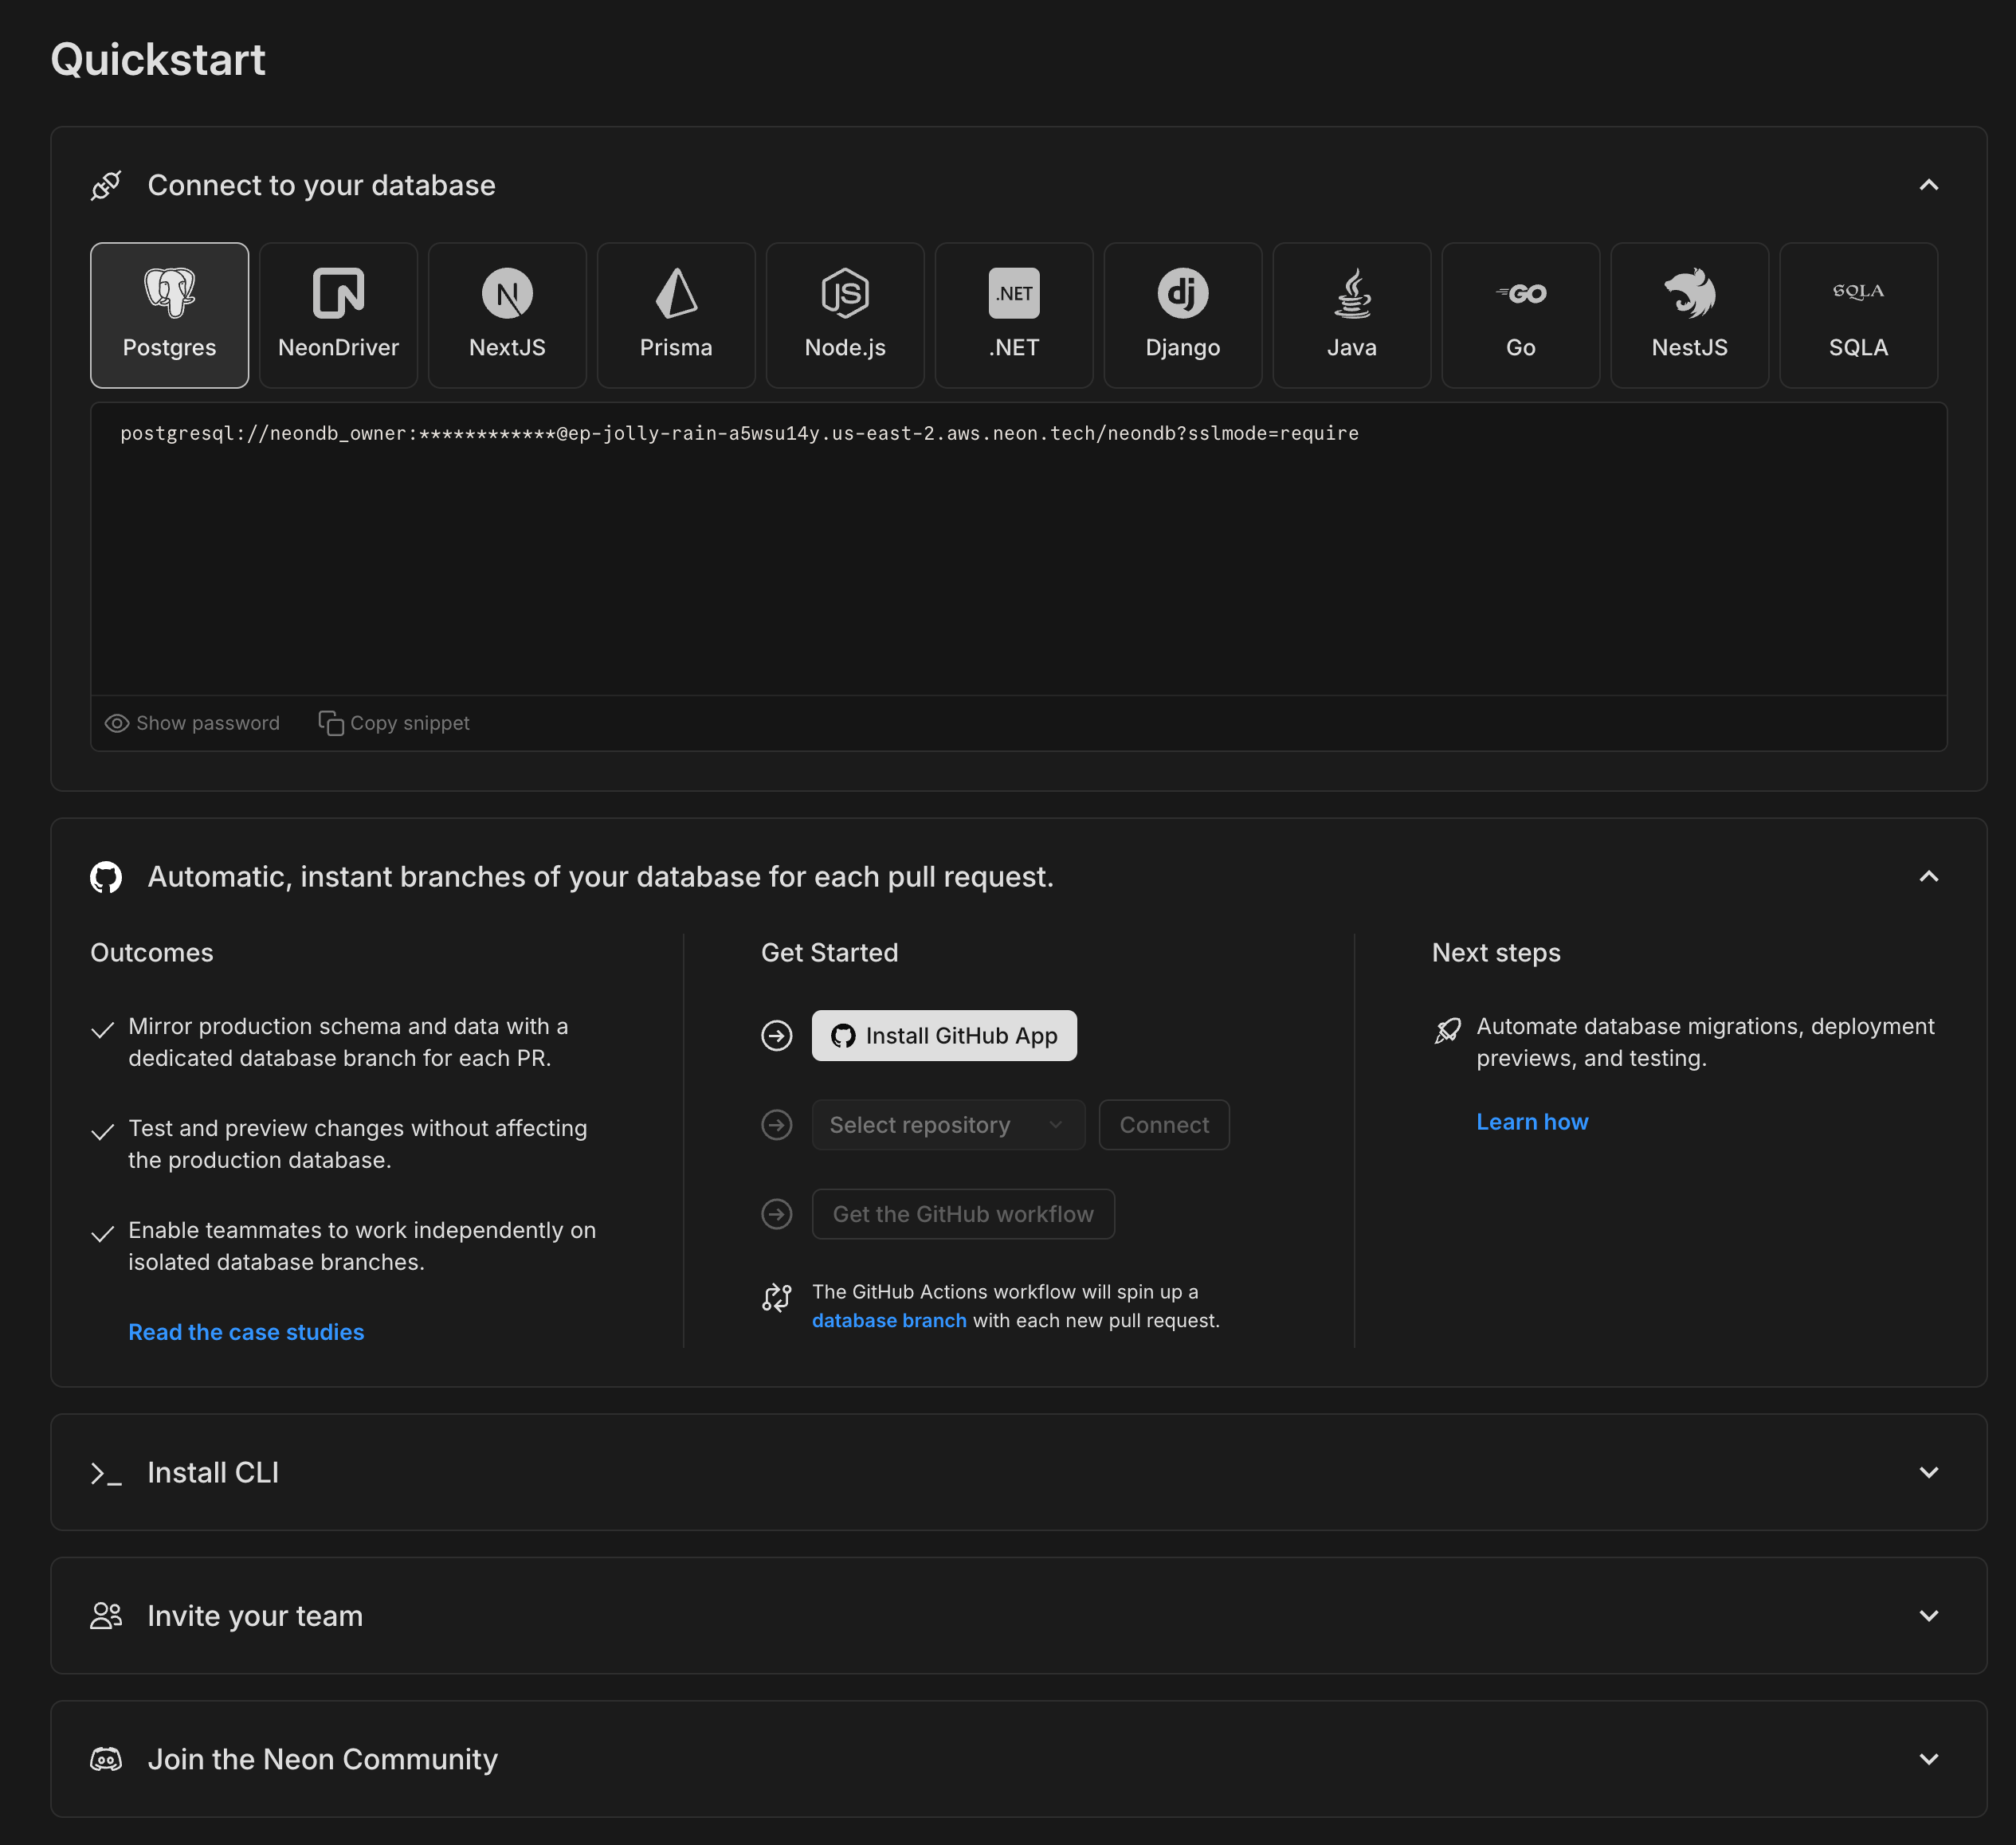 Quickstart
Connect to your database
Postgres
NeonDriver
NextJS
Prisma
JS
Node.js
.NET
.NET
dj
Django
Java
GO
Go
NestJS
SQLA
SQLA
postgresql://neondb_owner:************@ep-jolly-rain-a5wsu14y.us-east-2.aws.neon.tech/neondb?sslmode=require
Show password
Copy snippet
Automatic, instant branches of your database for each pull request.
Outcomes
Mirror production schema and data with a
dedicated database branch for each PR.
Test and preview changes without affecting
the production database.
Enable teammates to work independently on
isolated database branches.
Read the case studies
Get Started
Install GitHub App
Select repository
Connect
Get the GitHub workflow
The GitHub Actions workflow will spin up a
database branch with each new pull request.
Next steps
Automate database migrations, deployment
previews, and testing.
Learn how
Install CLI
Invite your team
Join the Neon Community